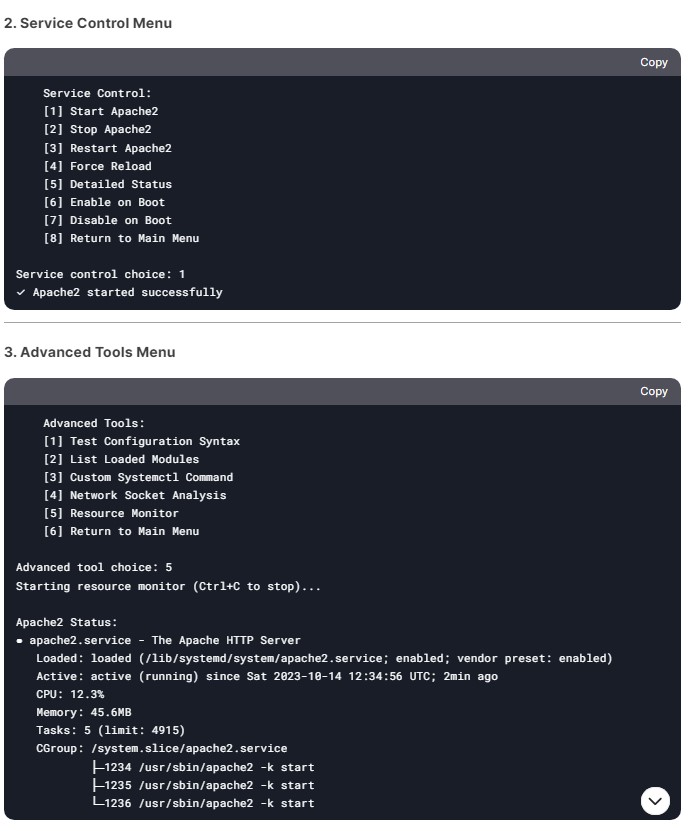 2. Service Control Menu
Copy
Service Control:
[1] Start Apache2
[2] Stop Apache2
[3] Restart Apache2
[4] Force Reload
[5] Detailed Status
[6] Enable on Boot
[7] Disable on Boot
[8] Return to Main Menu
Service control choice: 1
✓ Apache2 started successfully
3. Advanced Tools Menu
Copy
Advanced Tools:
[1] Test Configuration Syntax
[2] List Loaded Modules
[3] Custom Systemctl Command
[4] Network Socket Analysis
[5] Resource Monitor
[6] Return to Main Menu
Advanced tool choice: 5
Starting resource monitor (Ctrl+C to stop)...
Apache2 Status:
● apache2.service - The Apache HTTP Server
Loaded: loaded (/lib/systemd/system/apache2.service; enabled; vendor preset: enabled)
Active: active (running) since Sat 2023-10-14 12:34:56 UTC; 2min ago
CPU: 12.3%
Memory: 45.6MB
Tasks: 5 (limit: 4915)
CGroup: /system.slice/apache2.service
├─1234 /usr/sbin/apache2 -k start
├─1235 /usr/sbin/apache2 -k start
└─1236 /usr/sbin/apache2 -k start